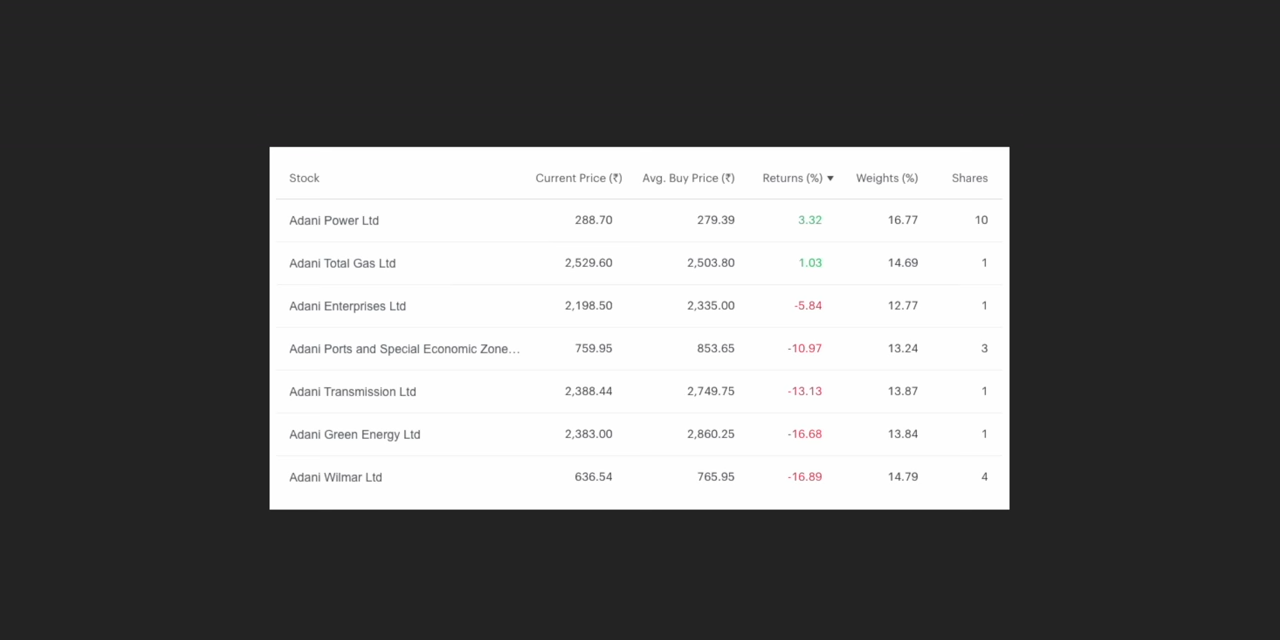 Stock Current Price (₹) Avg. Buy Price (₹) Returns (%) ▼ Weights (%) Shares
Adani Power Ltd 288.70 279.39 3.32 16.77 10
Adani Total Gas Ltd 2,529.60 2,503.80 1.03 14.69 1
Adani Enterprises Ltd 2,198.50 2,335.00 -5.84 12.77 1
Adani Ports and Special Economic Zone... 759.95 853.65 -10.97 13.24 3
Adani Transmission Ltd 2,388.44 2,749.75 -13.13 13.87 1
Adani Green Energy Ltd 2,383.00 2,860.25 -16.68 13.84 1
Adani Wilmar Ltd 636.54 765.95 -16.89 14.79 4